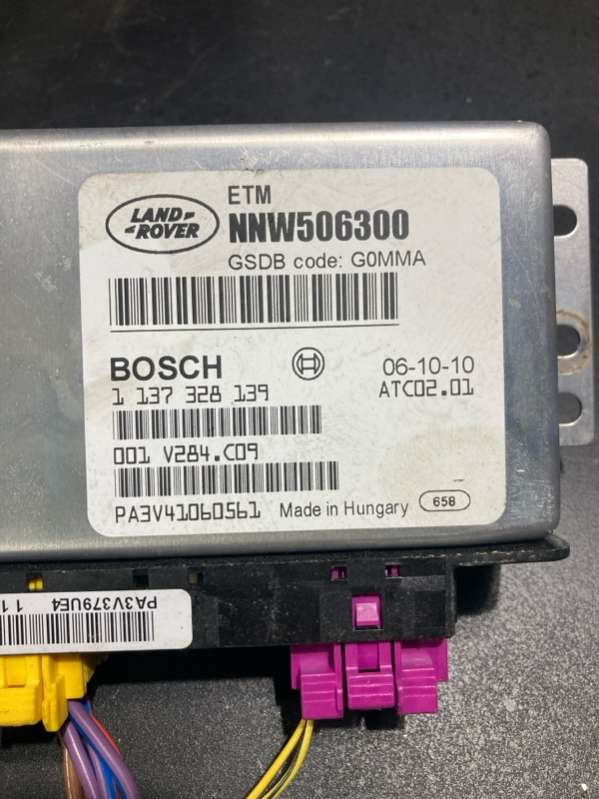 LAND-
ROVER
ETM
NNW506300
GSDB code: G0MMA
BOSCH
06-10-10
1 137 328 139
ATC02.01
001 V284.C09
PA3V41060561
Made in Hungary
658
PA3V379UE4 11